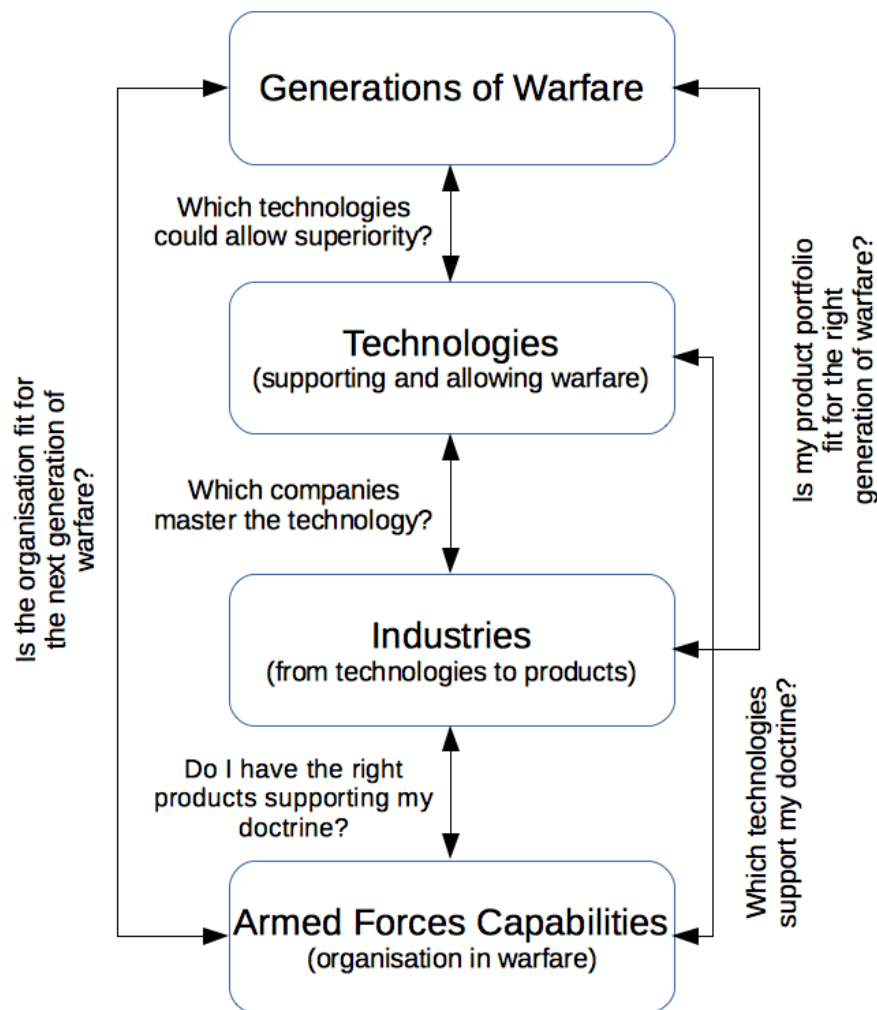 Generations of Warfare
Which technologies
could allow superiority?
Technologies
(supporting and allowing warfare)
Which companies
master the technology?
Industries
(from technologies to products)
Do I have the right
products supporting my
doctrine?
Armed Forces Capabilities
(organisation in warfare)
Is the organisation fit for
the next generation of
warfare?
Is my product portfolio
fit for the right
generation of warfare?
Which technologies
support my doctrine?